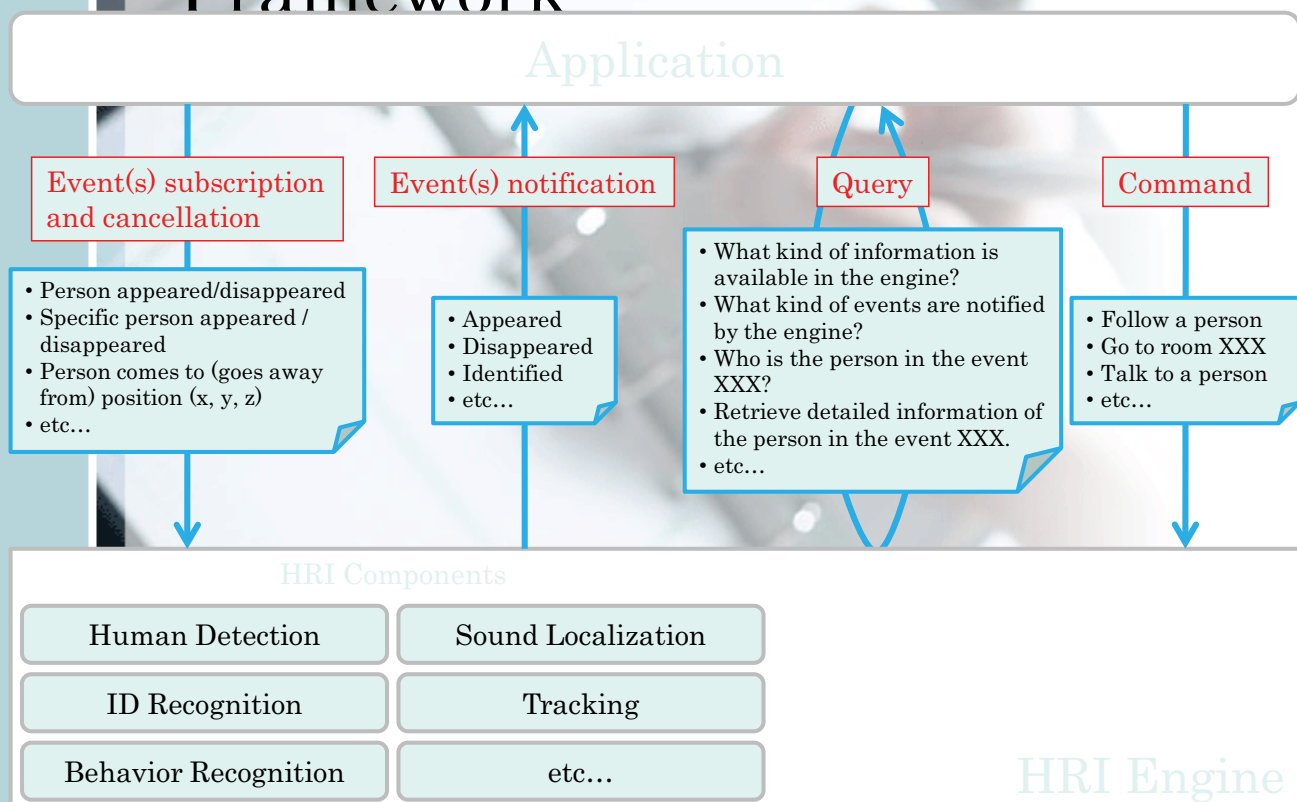 Framework
Application
Event(s) subscription
and cancellation
Event(s) notification
Query
Command
• Person appeared/disappeared
• Specific person appeared /
disappeared
• Person comes to (goes away
from) position (x, y, z)
• etc…
• Appeared
• Disappeared
• Identified
• etc…
• What kind of information is
available in the engine?
• What kind of events are notified
by the engine?
• Who is the person in the event
XXX?
• Retrieve detailed information of
the person in the event XXX.
• etc…
• Follow a person
• Go to room XXX
• Talk to a person
• etc…
HRI Components
Human Detection
Sound Localization
ID Recognition
Tracking
Behavior Recognition
etc…
HRI Engine